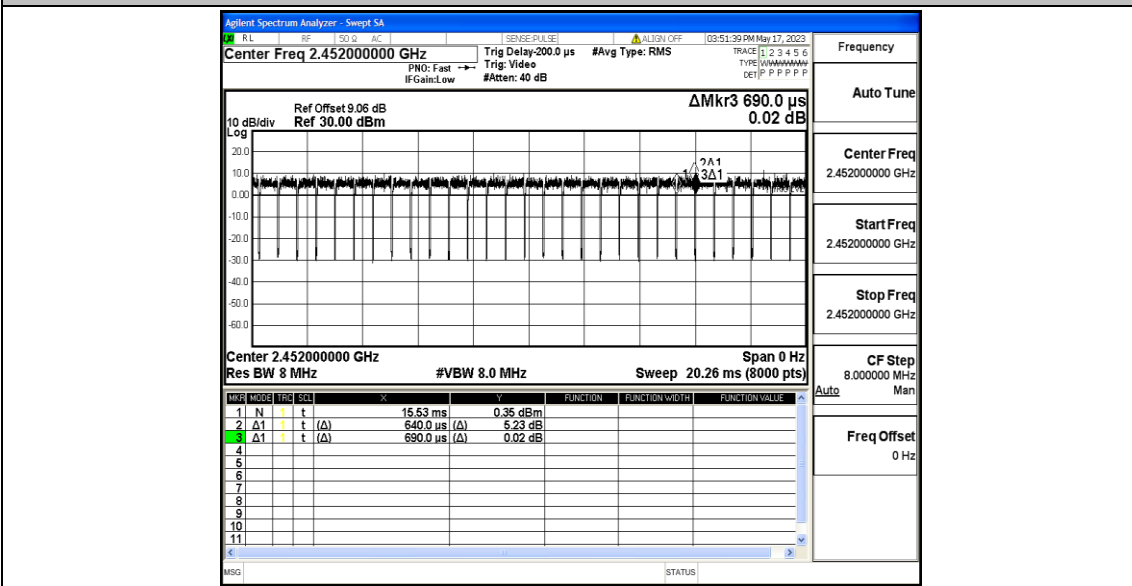 Agilent Spectrum Analyzer - Swept SA
RL RF 50 Ω AC SENSE:PULSE ALIGN OFF 03:51:39 PM May 17, 2023
Center Freq 2.452000000 GHz
PNO: Fast
IFGain:Low
Trig Delay-200.0 µs
Trig: Video
#Atten: 40 dB
#Avg Type: RMS
TRACE 1 2 3 4 5 6
TYPE
DET P P P P P P
ΔMkr3 690.0 µs
0.02 dB
Ref Offset 9.06 dB
10 dB/div Ref 30.00 dBm
Log
20.0
10.0
0.00
-10.0
-20.0
-30.0
-40.0
-50.0
-60.0
2Δ1
1 3Δ1
Center 2.452000000 GHz Span 0 Hz
Res BW 8 MHz #VBW 8.0 MHz Sweep 20.26 ms (8000 pts)
MKR MODE TRC SCL X Y FUNCTION FUNCTION WIDTH FUNCTION VALUE
1 N 1 t 15.53 ms 0.35 dBm
2 Δ1 1 t (Δ) 640.0 µs (Δ) 5.23 dB
3 Δ1 1 t (Δ) 690.0 µs (Δ) 0.02 dB
4
5
6
7
8
9
10
11
MSG STATUS
Frequency
Auto Tune
Center Freq
2.452000000 GHz
Start Freq
2.452000000 GHz
Stop Freq
2.452000000 GHz
CF Step
8.000000 MHz
Auto Man
Freq Offset
0 Hz